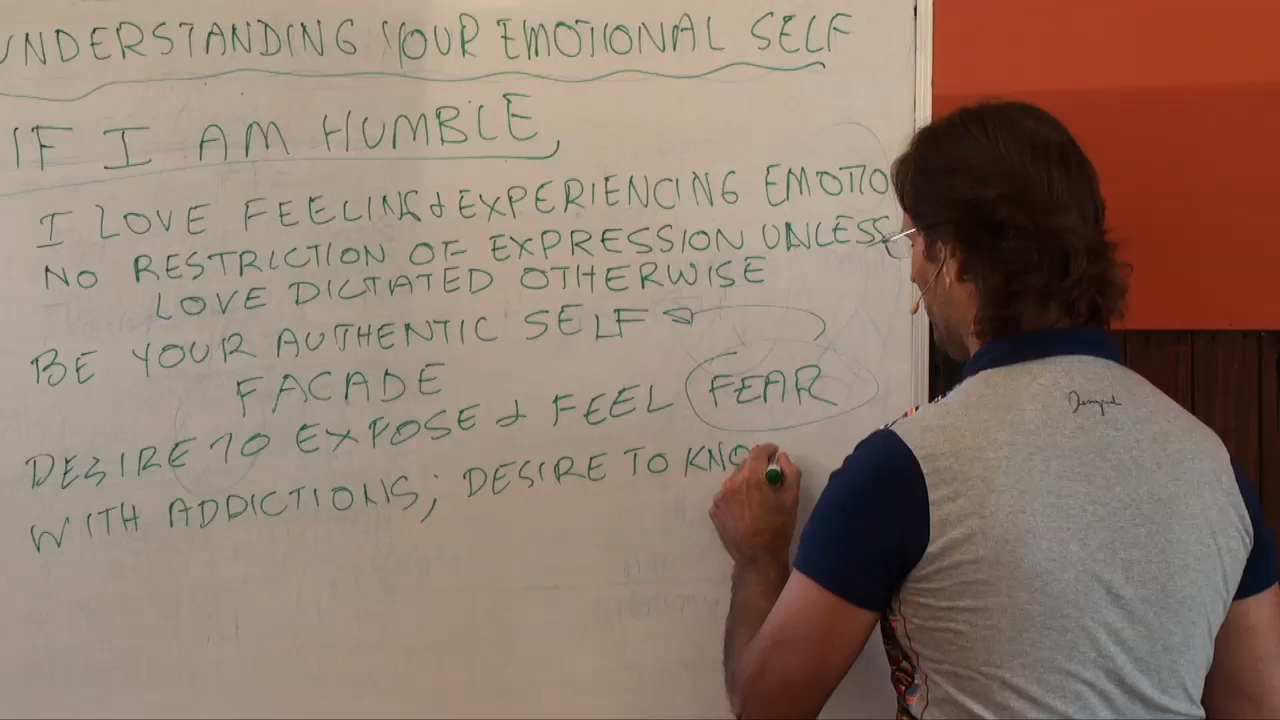 UNDERSTANDING YOUR EMOTIONAL SELF
IF I AM HUMBLE,
I LOVE FEELING & EXPERIENCING EMOTIO
NO RESTRICTION OF EXPRESSION UNLESS
LOVE DICTATED OTHERWISE
BE YOUR AUTHENTIC SELF
FACADE
DESIRE TO EXPOSE & FEEL FEAR
WITH ADDICTIONS; DESIRE TO KNO
Desigual